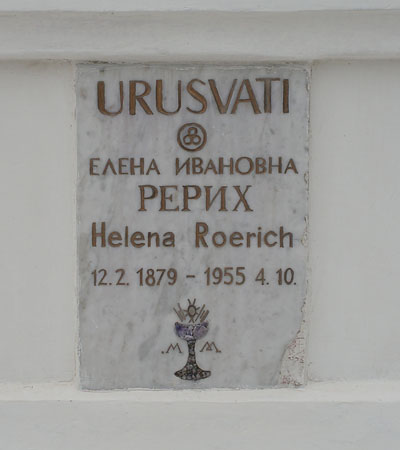 URUSVATI
ЕЛЕНА ИВАНОВНА
РЕРИХ
Helena Roerich
12.2. 1879 - 1955 4.10.